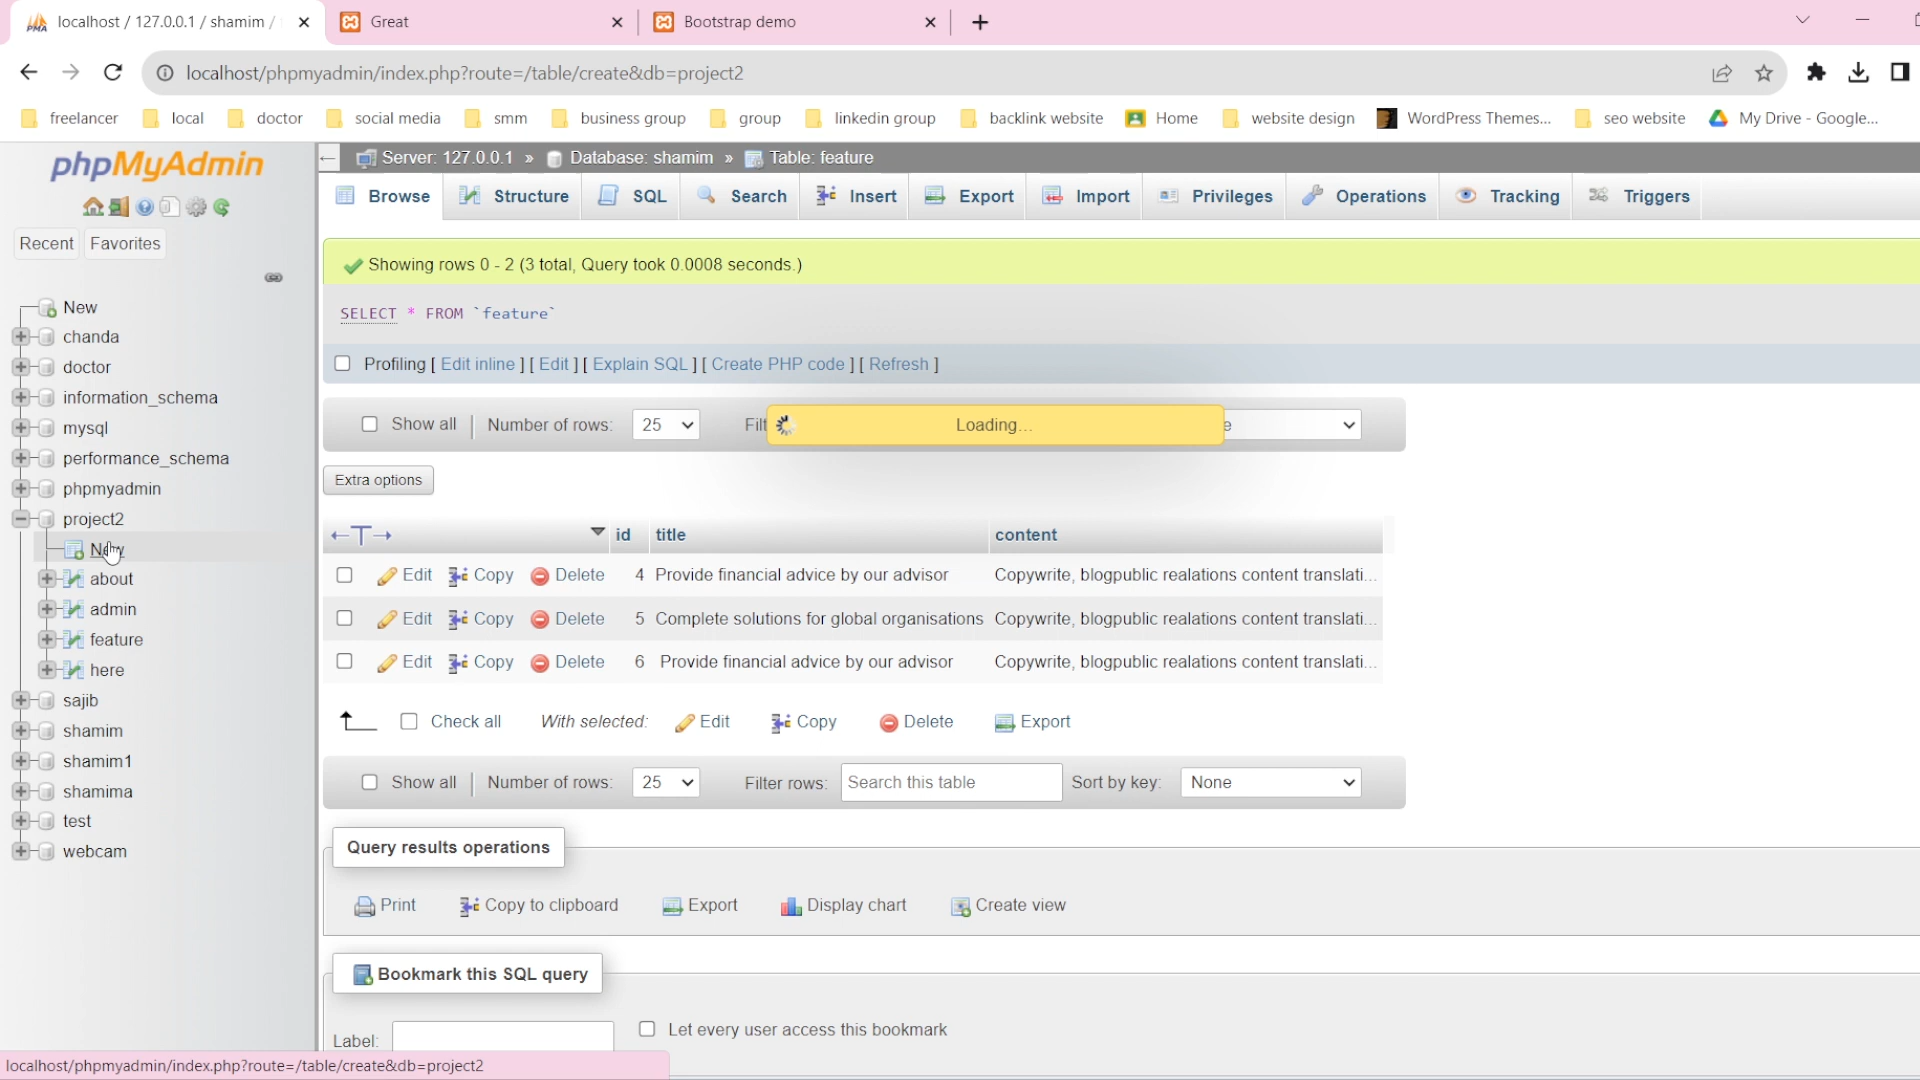 localhost / 127.0.0.1 / shamim /
Great
Bootstrap demo
localhost/phpmyadmin/index.php?route=/table/create&db=project2
freelancer local doctor social media smm business group group linkedin group backlink website Home website design WordPress Themes... seo website My Drive - Google...
phpMyAdmin
Server: 127.0.0.1 » Database: shamim » Table: feature
Browse Structure SQL Search Insert Export Import Privileges Operations Tracking Triggers
Recent Favorites
Showing rows 0 - 2 (3 total, Query took 0.0008 seconds.)
New
SELECT * FROM `feature`
chanda
doctor
Profiling [ Edit inline ] [ Edit ] [ Explain SQL ] [ Create PHP code ] [ Refresh ]
information_schema
mysql
Show all Number of rows: 25 Filt Loading... e
performance_schema
phpmyadmin
Extra options
project2
New
id title content
about
Edit Copy Delete 4 Provide financial advice by our advisor Copywrite, blogpublic realations content translati...
admin
Edit Copy Delete 5 Complete solutions for global organisations Copywrite, blogpublic realations content translati...
feature
here
Edit Copy Delete 6 Provide financial advice by our advisor Copywrite, blogpublic realations content translati...
sajib
shamim
Check all With selected: Edit Copy Delete Export
shamim1
shamima
Show all Number of rows: 25 Filter rows: Search this table Sort by key: None
test
webcam
Query results operations
Print Copy to clipboard Export Display chart Create view
Bookmark this SQL query
Label: Let every user access this bookmark
localhost/phpmyadmin/index.php?route=/table/create&db=project2